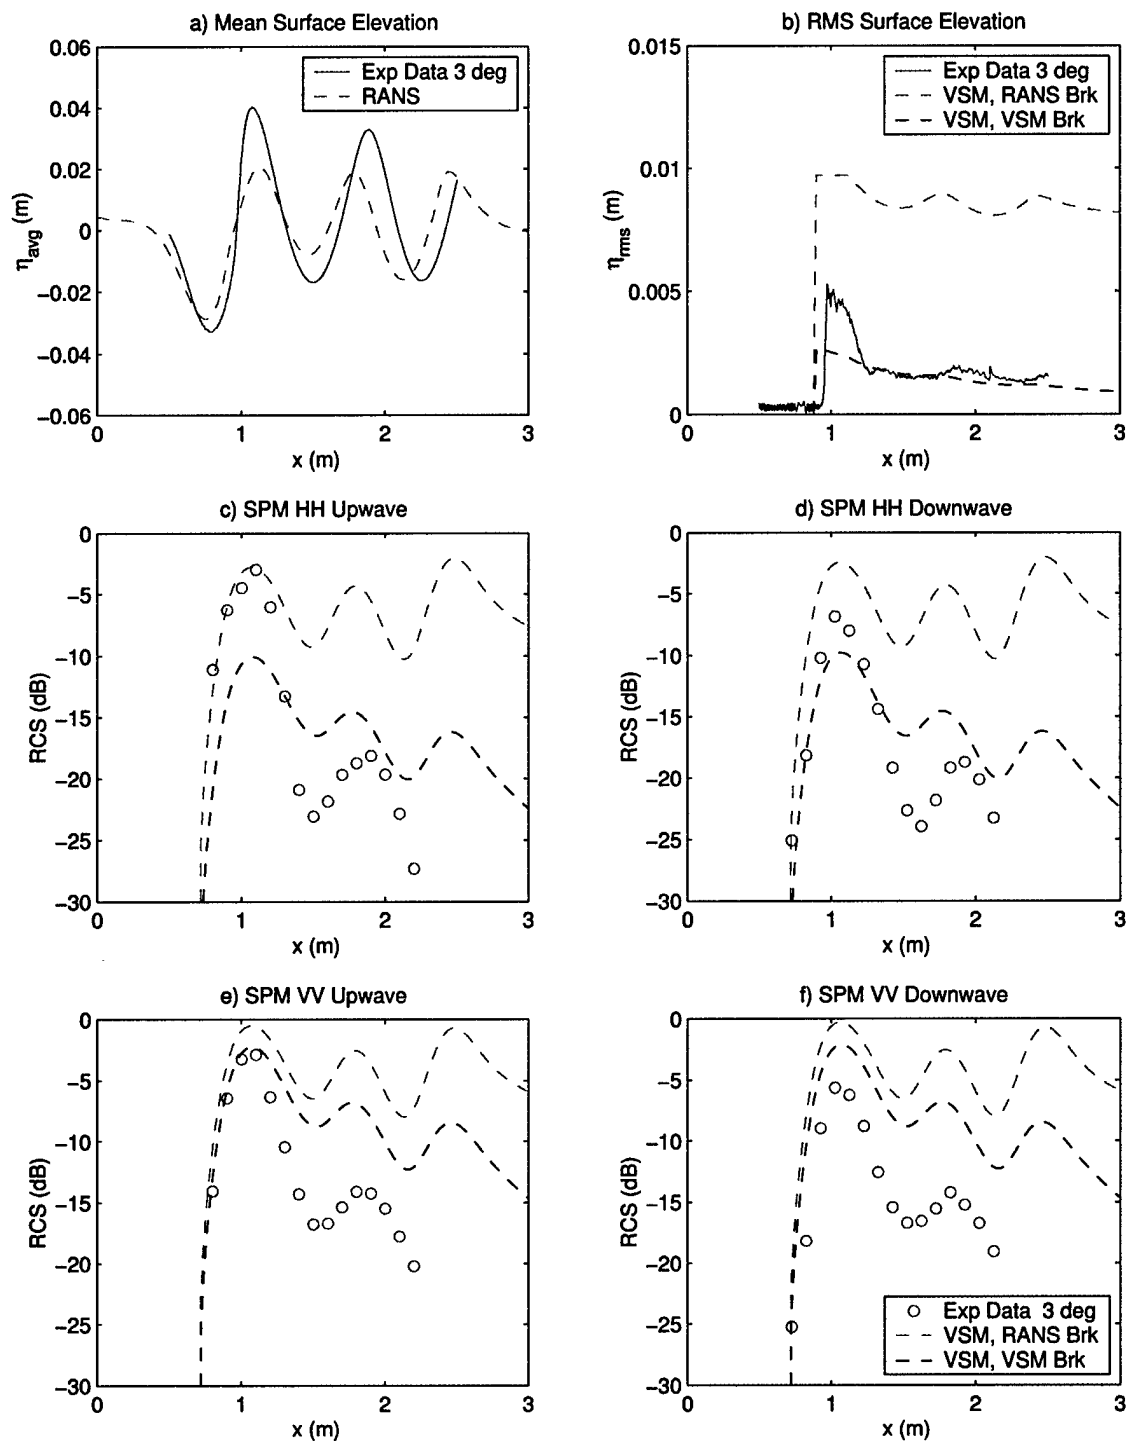 a) Mean Surface Elevation
0.06
0.04
0.02
0
−0.02
−0.04
−0.06
η_avg (m)
0 1 2 3
x (m)
Exp Data 3 deg
RANS
b) RMS Surface Elevation
0.015
0.01
0.005
0
η_rms (m)
0 1 2 3
x (m)
Exp Data 3 deg
VSM, RANS Brk
VSM, VSM Brk
c) SPM HH Upwave
0
−5
−10
−15
−20
−25
−30
RCS (dB)
0 1 2 3
x (m)
d) SPM HH Downwave
0
−5
−10
−15
−20
−25
−30
RCS (dB)
0 1 2 3
x (m)
e) SPM VV Upwave
0
−5
−10
−15
−20
−25
−30
RCS (dB)
0 1 2 3
x (m)
f) SPM VV Downwave
0
−5
−10
−15
−20
−25
−30
RCS (dB)
0 1 2 3
x (m)
Exp Data 3 deg
VSM, RANS Brk
VSM, VSM Brk